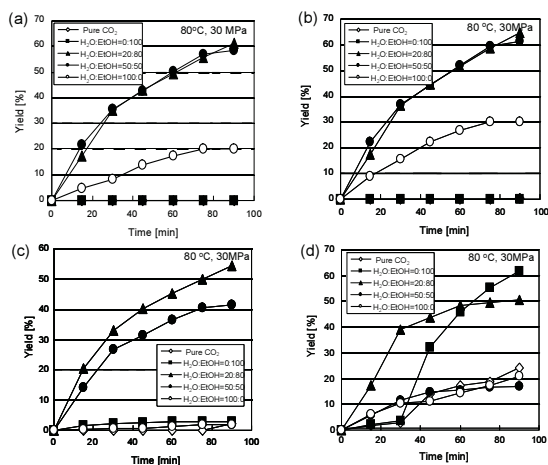 (a)
80°C, 30 MPa
Pure CO₂
H₂O:EtOH=0:100
H₂O:EtOH=20:80
H₂O:EtOH=50:50
H₂O:EtOH=100:0
Yield [%]
70
60
50
40
30
20
10
0
0 20 40 60 80 100
Time [min]
(b)
80 °C, 30 MPa
Pure CO₂
H₂O:EtOH=0:100
H₂O:EtOH=20:80
H₂O:EtOH=50:50
H₂O:EtOH=100:0
Yield [%]
70
60
50
40
30
20
10
0
0 20 40 60 80 100
Time [min]
(c)
80 °C, 30MPa
Pure CO₂
H₂O:EtOH=0:100
H₂O:EtOH=20:80
H₂O:EtOH=50:50
H₂O:EtOH=100:0
Yield [%]
60
50
40
30
20
10
0
0 20 40 60 80 100
Time [min]
(d)
80 °C, 30MPa
Pure CO₂
H₂O:EtOH=0:100
H₂O:EtOH=20:80
H₂O:EtOH=50:50
H₂O:EtOH=100:0
Yield [%]
70
60
50
40
30
20
10
0
0 20 40 60 80 100
Time [min]